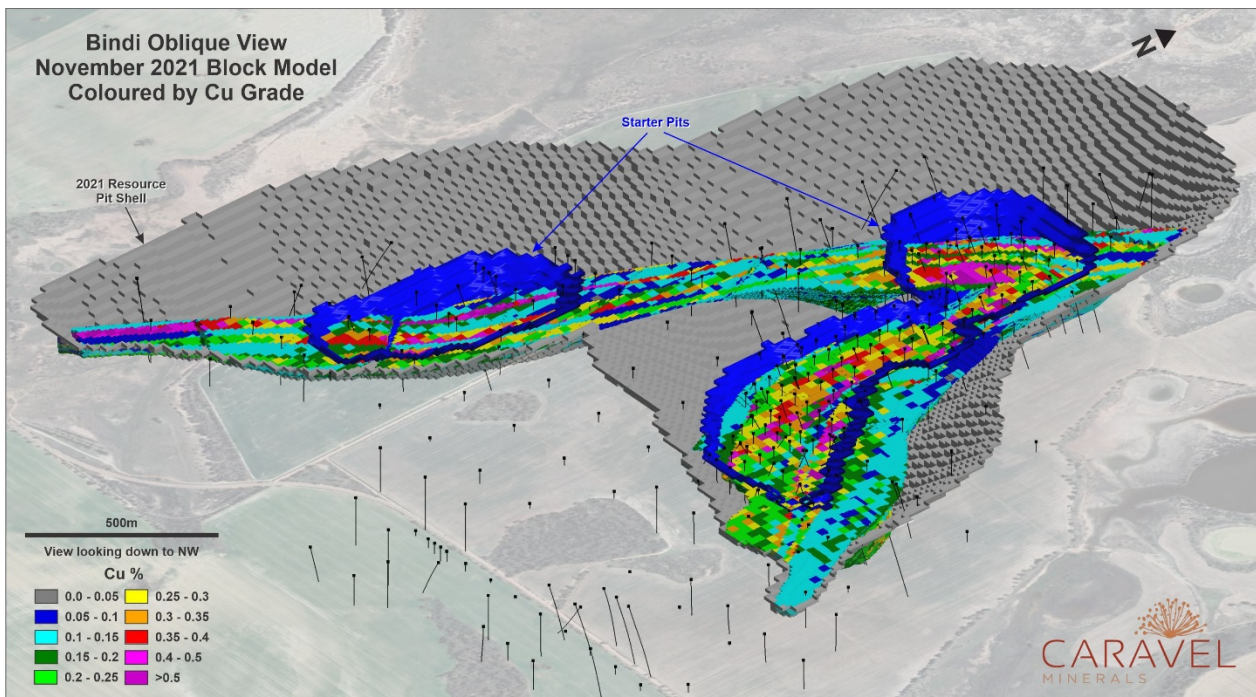 Bindi Oblique View
November 2021 Block Model
Coloured by Cu Grade
N
Starter Pits
2021 Resource
Pit Shell
500m
View looking down to NW
Cu %
0.0 - 0.05
0.05 - 0.1
0.1 - 0.15
0.15 - 0.2
0.2 - 0.25
0.25 - 0.3
0.3 - 0.35
0.35 - 0.4
0.4 - 0.5
>0.5
CARAVEL
MINERALS